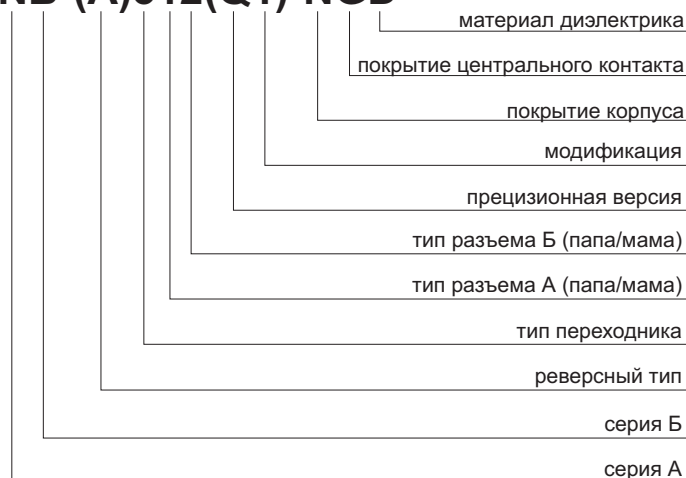 материал диэлектрика
покрытие центрального контакта
покрытие корпуса
модификация
прецизионная версия
тип разъема Б (папа/мама)
тип разъема А (папа/мама)
тип переходника
реверсный тип
серия Б
серия А